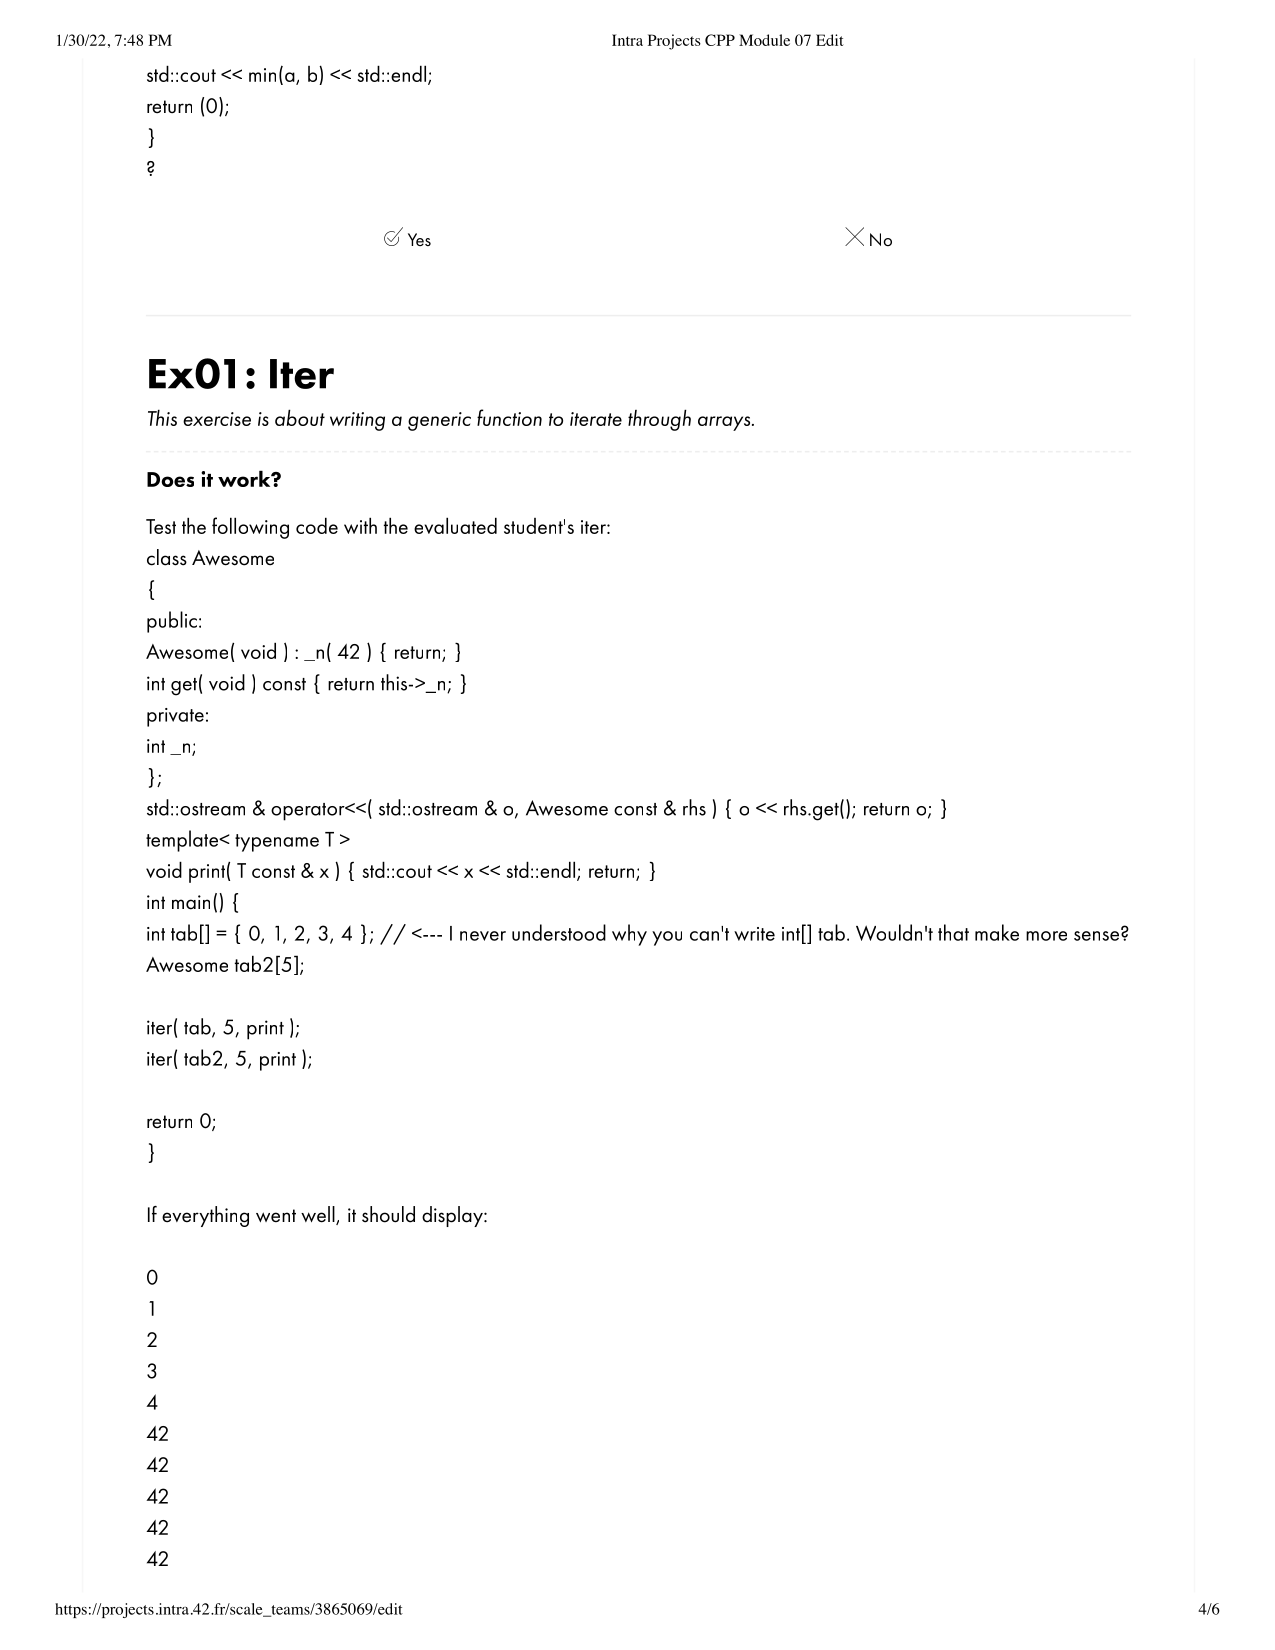 1/30/22, 7:48 PM Intra Projects CPP Module 07 Edit
std::cout << min(a, b) << std::endl;
return (0);
}
?
Yes No
Ex01: Iter
This exercise is about writing a generic function to iterate through arrays.
Does it work?
Test the following code with the evaluated student's iter:
class Awesome
{
public:
Awesome( void ) : _n( 42 ) { return; }
int get( void ) const { return this->_n; }
private:
int _n;
};
std::ostream & operator<<( std::ostream & o, Awesome const & rhs ) { o << rhs.get(); return o; }
template< typename T >
void print( T const & x ) { std::cout << x << std::endl; return; }
int main() {
int tab[] = { 0, 1, 2, 3, 4 }; // <--- I never understood why you can't write int[] tab. Wouldn't that make more sense?
Awesome tab2[5];
iter( tab, 5, print );
iter( tab2, 5, print );
return 0;
}
If everything went well, it should display:
0
1
2
3
4
42
42
42
42
42
https://projects.intra.42.fr/scale_teams/3865069/edit 4/6